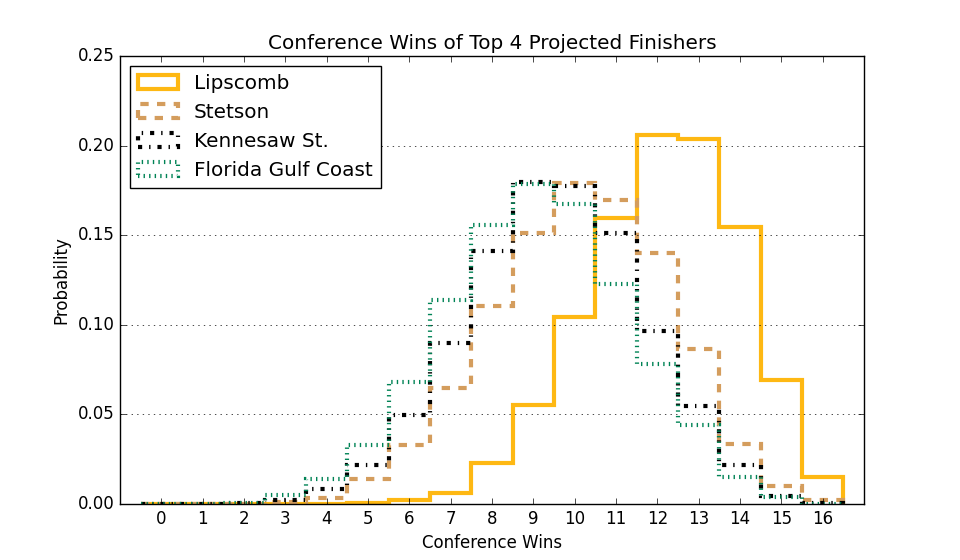 Conference Wins of Top 4 Projected Finishers
0.25
0.20
0.15
0.10
0.05
0.00
Probability
Lipscomb
Stetson
Kennesaw St.
Florida Gulf Coast
0 1 2 3 4 5 6 7 8 9 10 11 12 13 14 15 16
Conference Wins